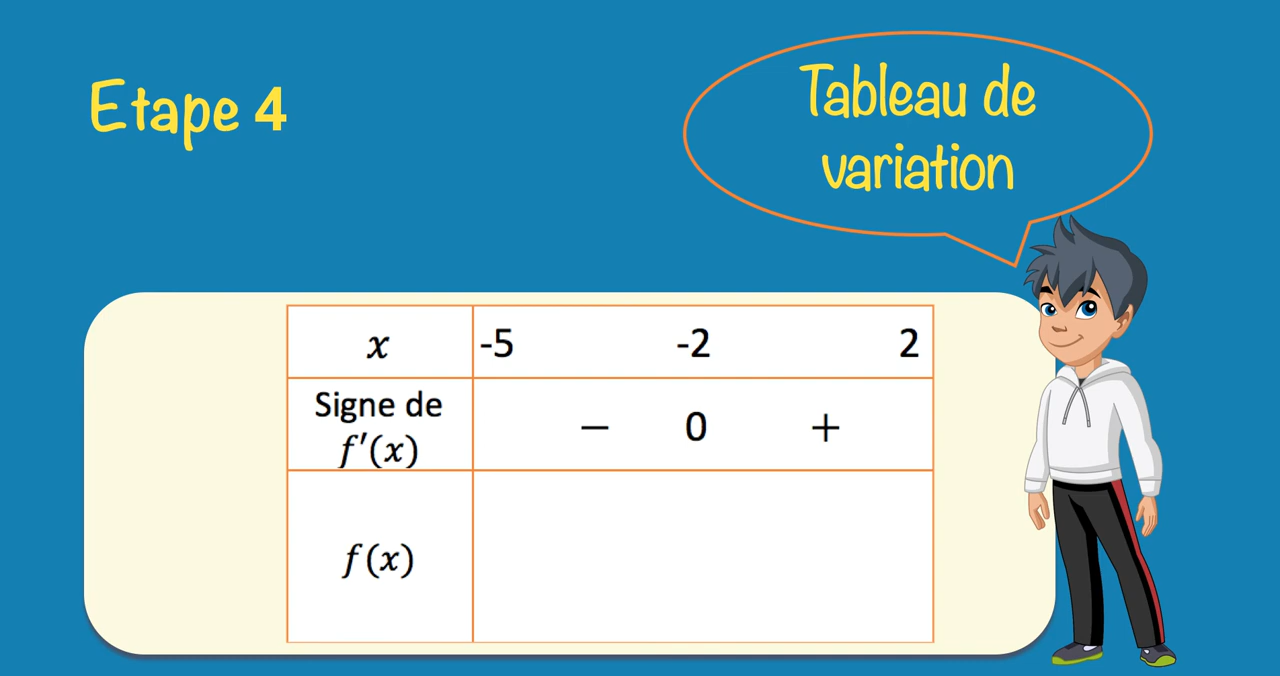 Etape 4
Tableau de
variation
x -5 -2 2
Signe de
f'(x) − 0 +
f(x)